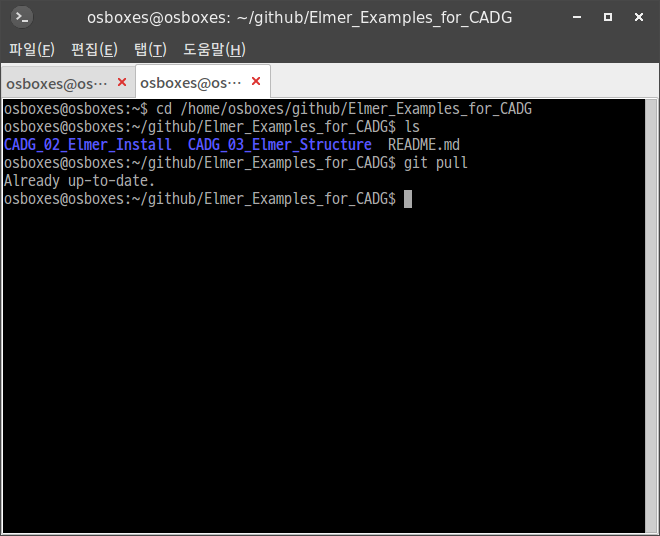 osboxes@osboxes: ~/github/Elmer_Examples_for_CADG
파일(F) 편집(E) 탭(T) 도움말(H)
osboxes@os··· osboxes@os···
osboxes@osboxes:~$ cd /home/osboxes/github/Elmer_Examples_for_CADG
osboxes@osboxes:~/github/Elmer_Examples_for_CADG$ ls
CADG_02_Elmer_Install  CADG_03_Elmer_Structure  README.md
osboxes@osboxes:~/github/Elmer_Examples_for_CADG$ git pull
Already up-to-date.
osboxes@osboxes:~/github/Elmer_Examples_for_CADG$